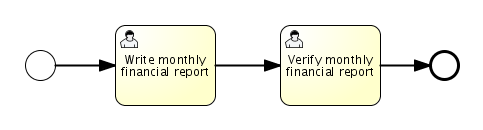 Write monthly
financial report
Verify monthly
financial report